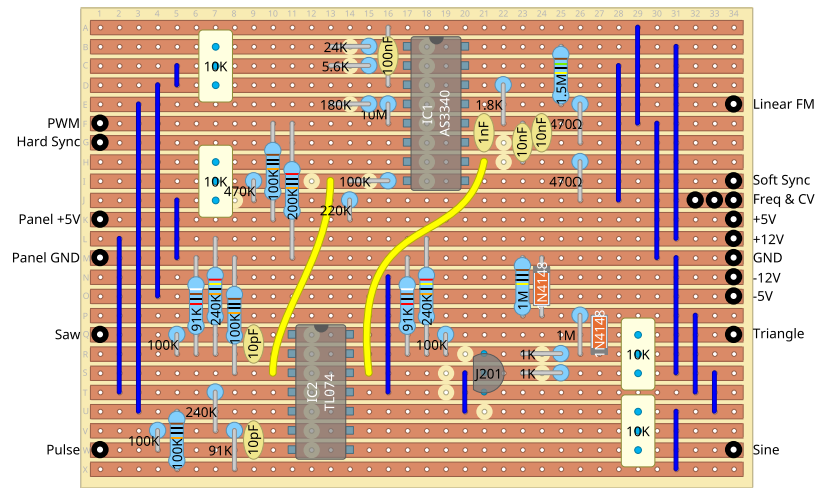 1 2 3 4 5 6 7 8 9 10 11 12 13 14 15 16 17 18 19 20 21 22 23 24 25 26 27 28 29 30 31 32 33 34
24K
100nF
10K
5.6K
1.5M
IC1
AS3340
180K
10M
1.8K
Linear FM
PWM
470Ω
1nF
10nF
10nF
Hard Sync
10K
470K
100K
200K
100K
470Ω
Soft Sync
220K
Freq & CV
Panel +5V
+5V
+12V
Panel GND
GND
-12V
91K
240K
100K
91K
240K
1M
1N4148
-5V
Saw
100K
10pF
100K
1M
1N4148
Triangle
1K
10K
1K
J201
IC2
TL074
240K
100K
100K
91K
10pF
10K
Pulse
Sine